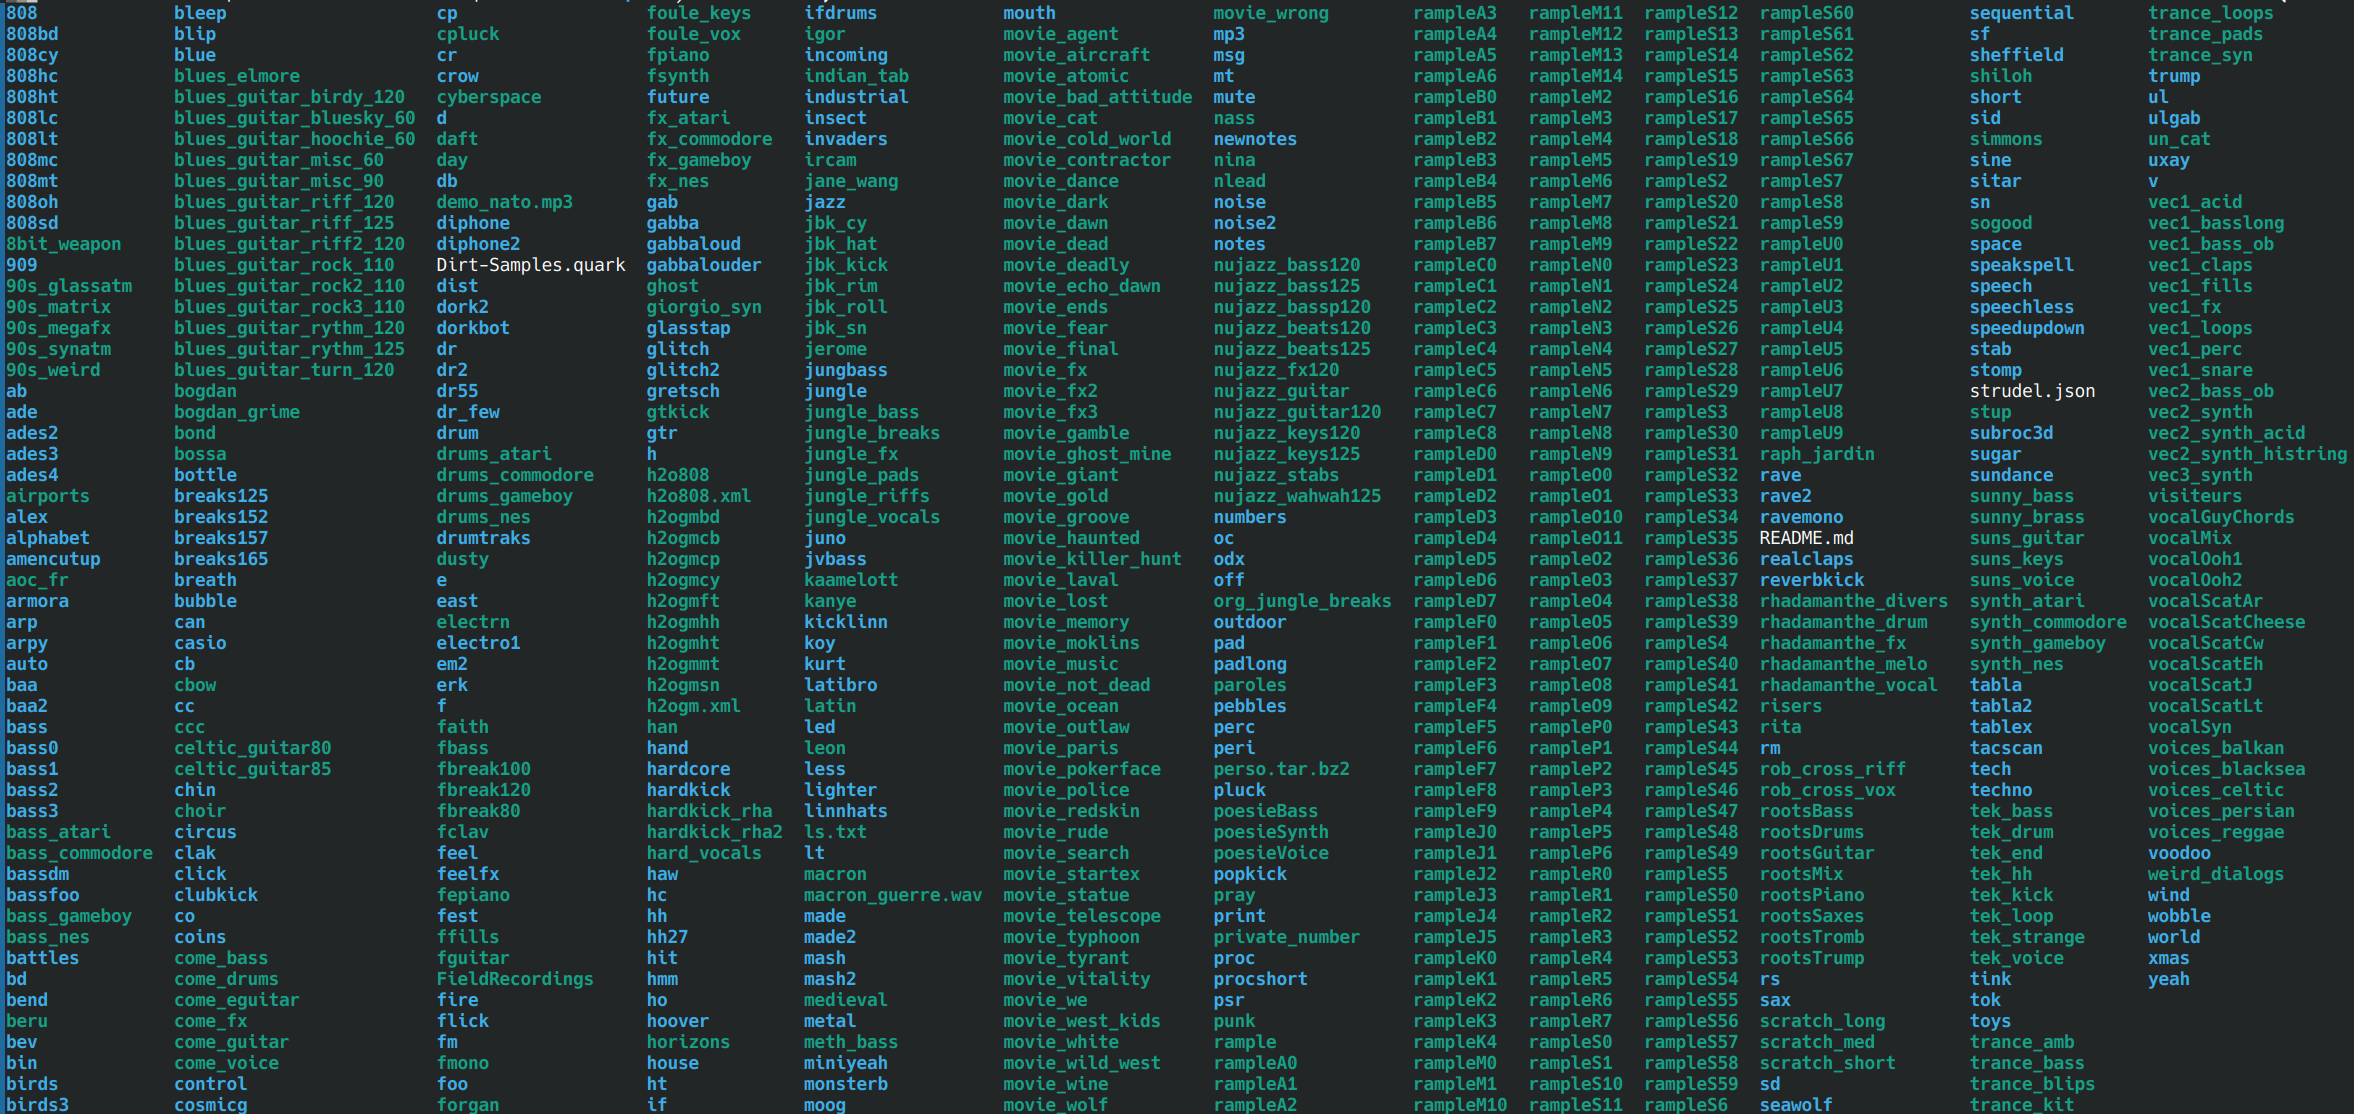 808 bleep cp foule_keys ifdrums mouth movie_wrong rampleA3 rampleM11 rampleS12 rampleS60 sequential trance_loops
808bd blip cpluck foule_vox igor movie_agent mp3 rampleA4 rampleM12 rampleS13 rampleS61 sf trance_pads
808cy blue cr fpiano incoming movie_aircraft msg rampleA5 rampleM13 rampleS14 rampleS62 sheffield trance_syn
808hc blues_elmore crow fsynth indian_tab movie_atomic mt rampleA6 rampleM14 rampleS15 rampleS63 shiloh trump
808ht blues_guitar_birdy_120 cyberspace future industrial movie_bad_attitude mute rampleB0 rampleM2 rampleS16 rampleS64 short ul
808lc blues_guitar_bluesky_60 d fx_atari insect movie_cat nass rampleB1 rampleM3 rampleS17 rampleS65 sid ulgab
808lt blues_guitar_hoochie_60 daft fx_commodore invaders movie_cold_world newnotes rampleB2 rampleM4 rampleS18 rampleS66 simmons un_cat
808mc blues_guitar_misc_60 day fx_gameboy ircam movie_contractor nina rampleB3 rampleM5 rampleS19 rampleS67 sine uxay
808mt blues_guitar_misc_90 db fx_nes jane_wang movie_dance nlead rampleB4 rampleM6 rampleS2 rampleS7 sitar v
808oh blues_guitar_riff_120 demo_nato.mp3 gab jazz movie_dark noise rampleB5 rampleM7 rampleS20 rampleS8 sn vec1_acid
808sd blues_guitar_riff_125 diphone gabba jbk_cy movie_dawn noise2 rampleB6 rampleM8 rampleS21 rampleS9 sogood vec1_basslong
8bit_weapon blues_guitar_riff2_120 diphone2 gabbaloud jbk_hat movie_dead notes rampleB7 rampleM9 rampleS22 rampleU0 space vec1_bass_ob
909 blues_guitar_rock_110 Dirt-Samples.quark gabbalouder jbk_kick movie_deadly nujazz_bass120 rampleC0 rampleN0 rampleS23 rampleU1 speakspell vec1_claps
90s_glassatm blues_guitar_rock2_110 dist ghost jbk_rim movie_echo_dawn nujazz_bass125 rampleC1 rampleN1 rampleS24 rampleU2 speech vec1_fills
90s_matrix blues_guitar_rock3_110 dork2 giorgio_syn jbk_roll movie_ends nujazz_bassp120 rampleC2 rampleN2 rampleS25 rampleU3 speechless vec1_fx
90s_megafx blues_guitar_rythm_120 dorkbot glasstap jbk_sn movie_fear nujazz_beats120 rampleC3 rampleN3 rampleS26 rampleU4 speedupdown vec1_loops
90s_synatm blues_guitar_rythm_125 dr glitch jerome movie_final nujazz_beats125 rampleC4 rampleN4 rampleS27 rampleU5 stab vec1_perc
90s_weird blues_guitar_turn_120 dr2 glitch2 jungbass movie_fx nujazz_fx120 rampleC5 rampleN5 rampleS28 rampleU6 stomp vec1_snare
ab bogdan dr55 gretsch jungle movie_fx2 nujazz_guitar rampleC6 rampleN6 rampleS29 rampleU7 strudel.json vec2_bass_ob
ade bogdan_grime dr_few gtkick jungle_bass movie_fx3 nujazz_guitar120 rampleC7 rampleN7 rampleS3 rampleU8 stup vec2_synth
ades2 bond drum gtr jungle_breaks movie_gamble nujazz_keys120 rampleC8 rampleN8 rampleS30 rampleU9 subroc3d vec2_synth_acid
ades3 bossa drums_atari h jungle_fx movie_ghost_mine nujazz_keys125 rampleD0 rampleN9 rampleS31 raph_jardin sugar vec2_synth_histring
ades4 bottle drums_commodore h2o808 jungle_pads movie_giant nujazz_stabs rampleD1 rampleO0 rampleS32 rave sundance vec3_synth
airports breaks125 drums_gameboy h2o808.xml jungle_riffs movie_gold nujazz_wahwah125 rampleD2 rampleO1 rampleS33 rave2 sunny_bass visiteurs
alex breaks152 drums_nes h2ogmbd jungle_vocals movie_groove numbers rampleD3 rampleO10 rampleS34 ravemono sunny_brass vocalGuyChords
alphabet breaks157 drumtraks h2ogmcb juno movie_haunted oc rampleD4 rampleO11 rampleS35 README.md suns_guitar vocalMix
amencutup breaks165 dusty h2ogmcp jvbass movie_killer_hunt odx rampleD5 rampleO2 rampleS36 realclaps suns_keys vocalOoh1
aoc_fr breath e h2ogmcy kaamelott movie_laval off rampleD6 rampleO3 rampleS37 reverbkick suns_voice vocalOoh2
armora bubble east h2ogmft kanye movie_lost org_jungle_breaks rampleD7 rampleO4 rampleS38 rhadamanthe_divers synth_atari vocalScatAr
arp can electrn h2ogmhh kicklinn movie_memory outdoor rampleF0 rampleO5 rampleS39 rhadamanthe_drum synth_commodore vocalScatCheese
arpy casio electro1 h2ogmht koy movie_moklins pad rampleF1 rampleO6 rampleS4 rhadamanthe_fx synth_gameboy vocalScatCw
auto cb em2 h2ogmmt kurt movie_music padlong rampleF2 rampleO7 rampleS40 rhadamanthe_melo synth_nes vocalScatEh
baa cbow erk h2ogmsn latibro movie_not_dead paroles rampleF3 rampleO8 rampleS41 rhadamanthe_vocal tabla vocalScatJ
baa2 cc f h2ogm.xml latin movie_ocean pebbles rampleF4 rampleO9 rampleS42 risers tabla2 vocalScatLt
bass ccc faith han led movie_outlaw perc rampleF5 rampleP0 rampleS43 rita tablex vocalSyn
bass0 celtic_guitar80 fbass hand leon movie_paris peri rampleF6 rampleP1 rampleS44 rm tacscan voices_balkan
bass1 celtic_guitar85 fbreak100 hardcore less movie_pokerface perso.tar.bz2 rampleF7 rampleP2 rampleS45 rob_cross_riff tech voices_blacksea
bass2 chin fbreak120 hardkick lighter movie_police pluck rampleF8 rampleP3 rampleS46 rob_cross_vox techno voices_celtic
bass3 choir fbreak80 hardkick_rha linnhats movie_redskin poesieBass rampleF9 rampleP4 rampleS47 rootsBass tek_bass voices_persian
bass_atari circus fclav hardkick_rha2 ls.txt movie_rude poesieSynth rampleJ0 rampleP5 rampleS48 rootsDrums tek_drum voices_reggae
bass_commodore clak feel hard_vocals lt movie_search poesieVoice rampleJ1 rampleP6 rampleS49 rootsGuitar tek_end voodoo
bassdm click feelfx haw macron movie_startex popkick rampleJ2 rampleR0 rampleS5 rootsMix tek_hh weird_dialogs
bassfoo clubkick fepiano hc macron_guerre.wav movie_statue pray rampleJ3 rampleR1 rampleS50 rootsPiano tek_kick wind
bass_gameboy co fest hh made movie_telescope print rampleJ4 rampleR2 rampleS51 rootsSaxes tek_loop wobble
bass_nes coins ffills hh27 made2 movie_typhoon private_number rampleJ5 rampleR3 rampleS52 rootsTromb tek_strange world
battles come_bass fguitar hit mash movie_tyrant proc rampleK0 rampleR4 rampleS53 rootsTrump tek_voice xmas
bd come_drums FieldRecordings hmm mash2 movie_vitality procshort rampleK1 rampleR5 rampleS54 rs tink yeah
bend come_eguitar fire ho medieval movie_we psr rampleK2 rampleR6 rampleS55 sax tok
beru come_fx flick hoover metal movie_west_kids punk rampleK3 rampleR7 rampleS56 scratch_long toys
bev come_guitar fm horizons meth_bass movie_white rample rampleK4 rampleS0 rampleS57 scratch_med trance_amb
bin come_voice fmono house miniyeah movie_wild_west rampleA0 rampleM0 rampleS1 rampleS58 scratch_short trance_bass
birds control foo ht monsterb movie_wine rampleA1 rampleM1 rampleS10 rampleS59 sd trance_blips
birds3 cosmicg forgan if moog movie_wolf rampleA2 rampleM10 rampleS11 rampleS6 seawolf trance_kit